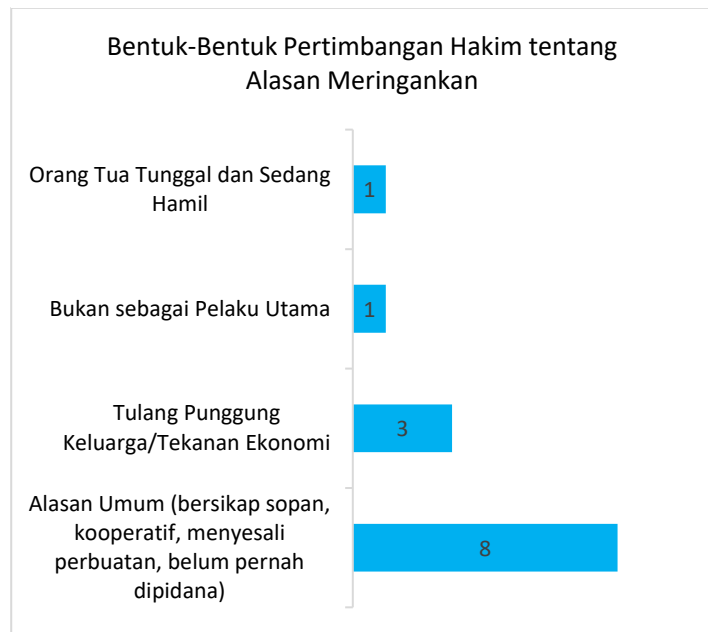 Bentuk-Bentuk Pertimbangan Hakim tentang
Alasan Meringankan
Orang Tua Tunggal dan Sedang
Hamil
1
Bukan sebagai Pelaku Utama
1
Tulang Punggung
Keluarga/Tekanan Ekonomi
3
Alasan Umum (bersikap sopan,
kooperatif, menyesali
perbuatan, belum pernah
dipidana)
8